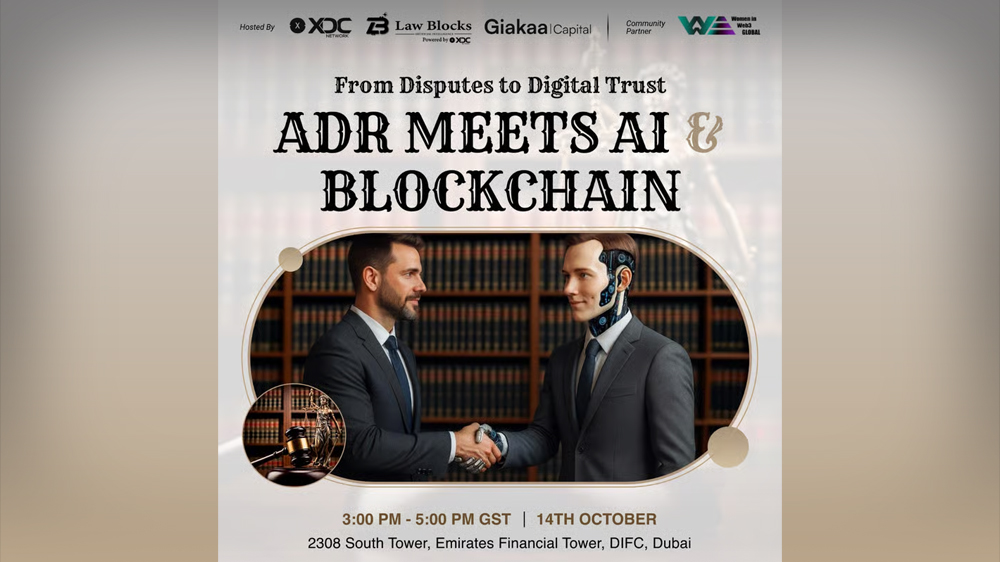 Hosted By
XDC
NETWORK
Law Blocks
Powered by XDC
Giakaa | Capital
Community
Partner
Women in
Web3
GLOBAL
From Disputes to Digital Trust
ADR MEETS AI &
BLOCKCHAIN
3:00 PM - 5:00 PM GST | 14TH OCTOBER
2308 South Tower, Emirates Financial Tower, DIFC, Dubai